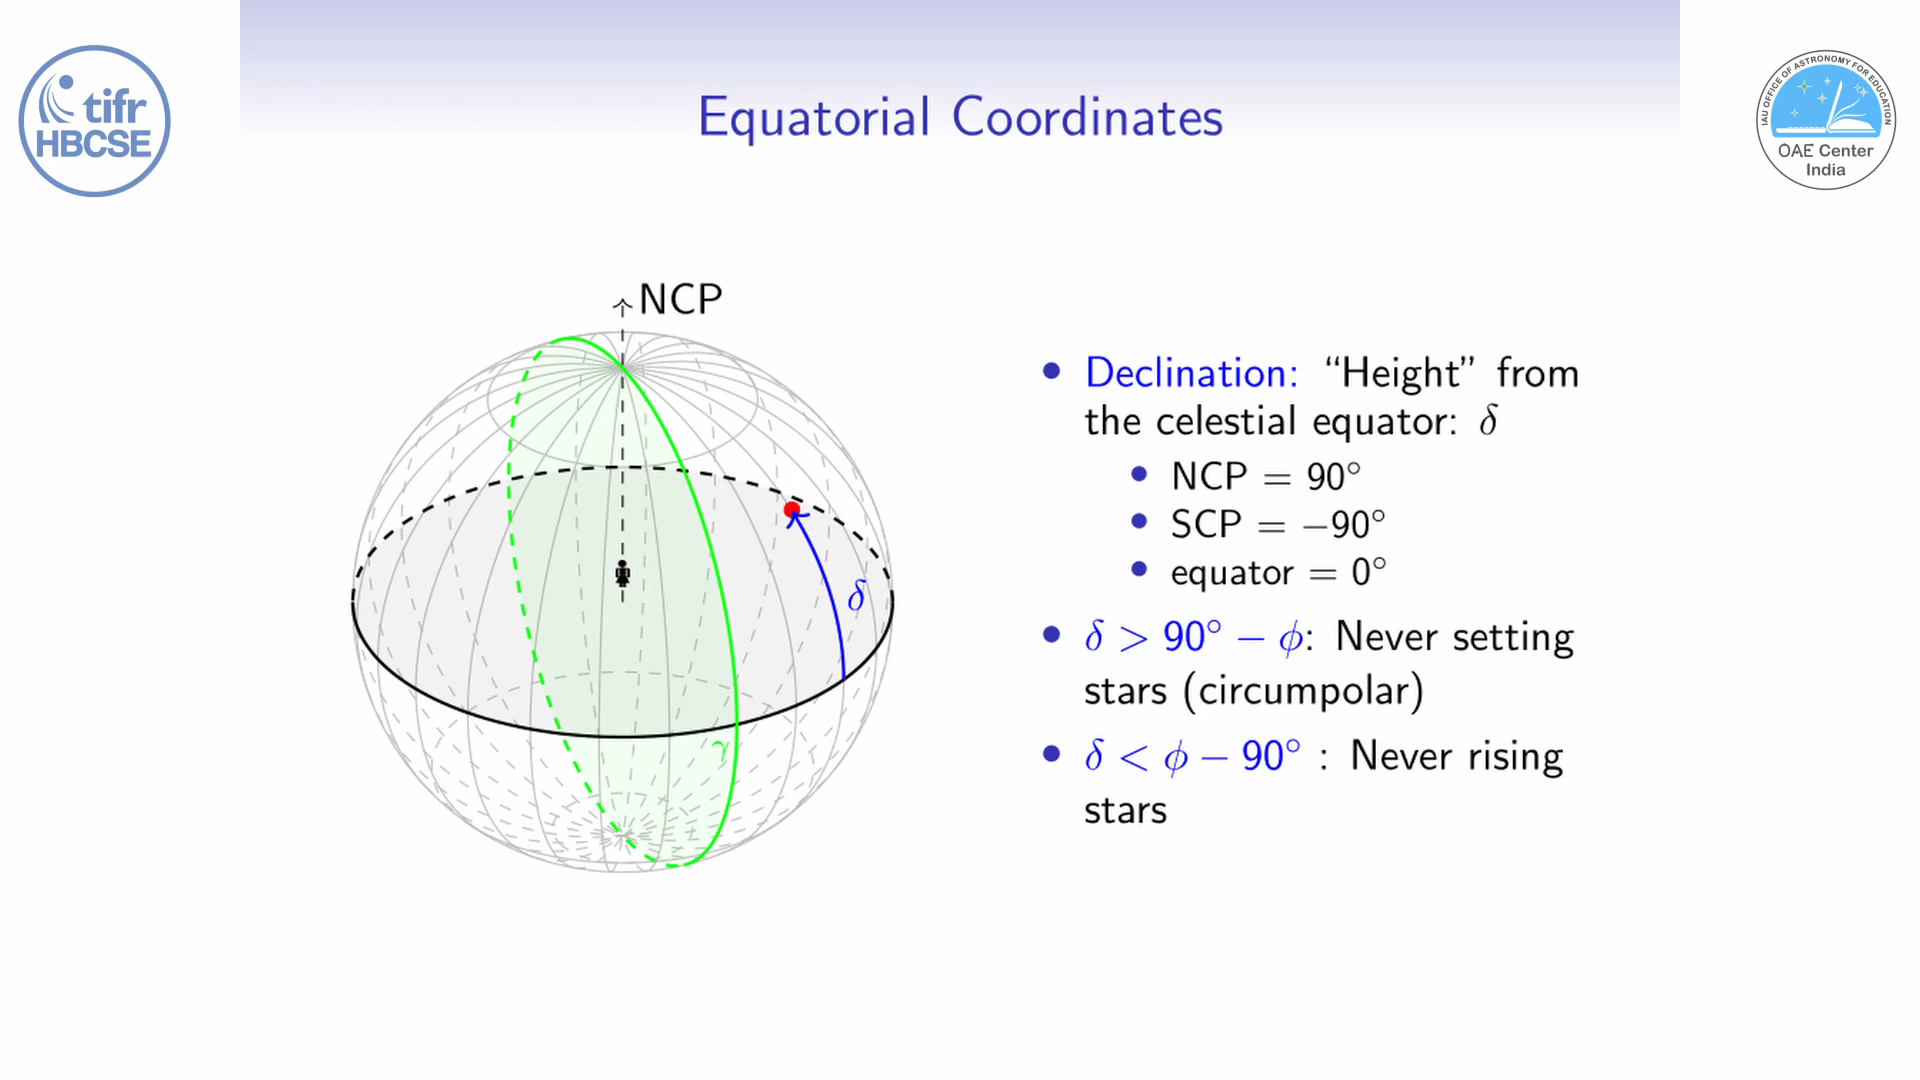 Equatorial Coordinates
tifr
HBCSE
IAU OFFICE OF ASTRONOMY FOR EDUCATION
OAE Center
India
NCP
δ
γ
• Declination: “Height” from
the celestial equator: δ
• NCP = 90°
• SCP = −90°
• equator = 0°
• δ > 90° − ϕ: Never setting
stars (circumpolar)
• δ < ϕ − 90° : Never rising
stars